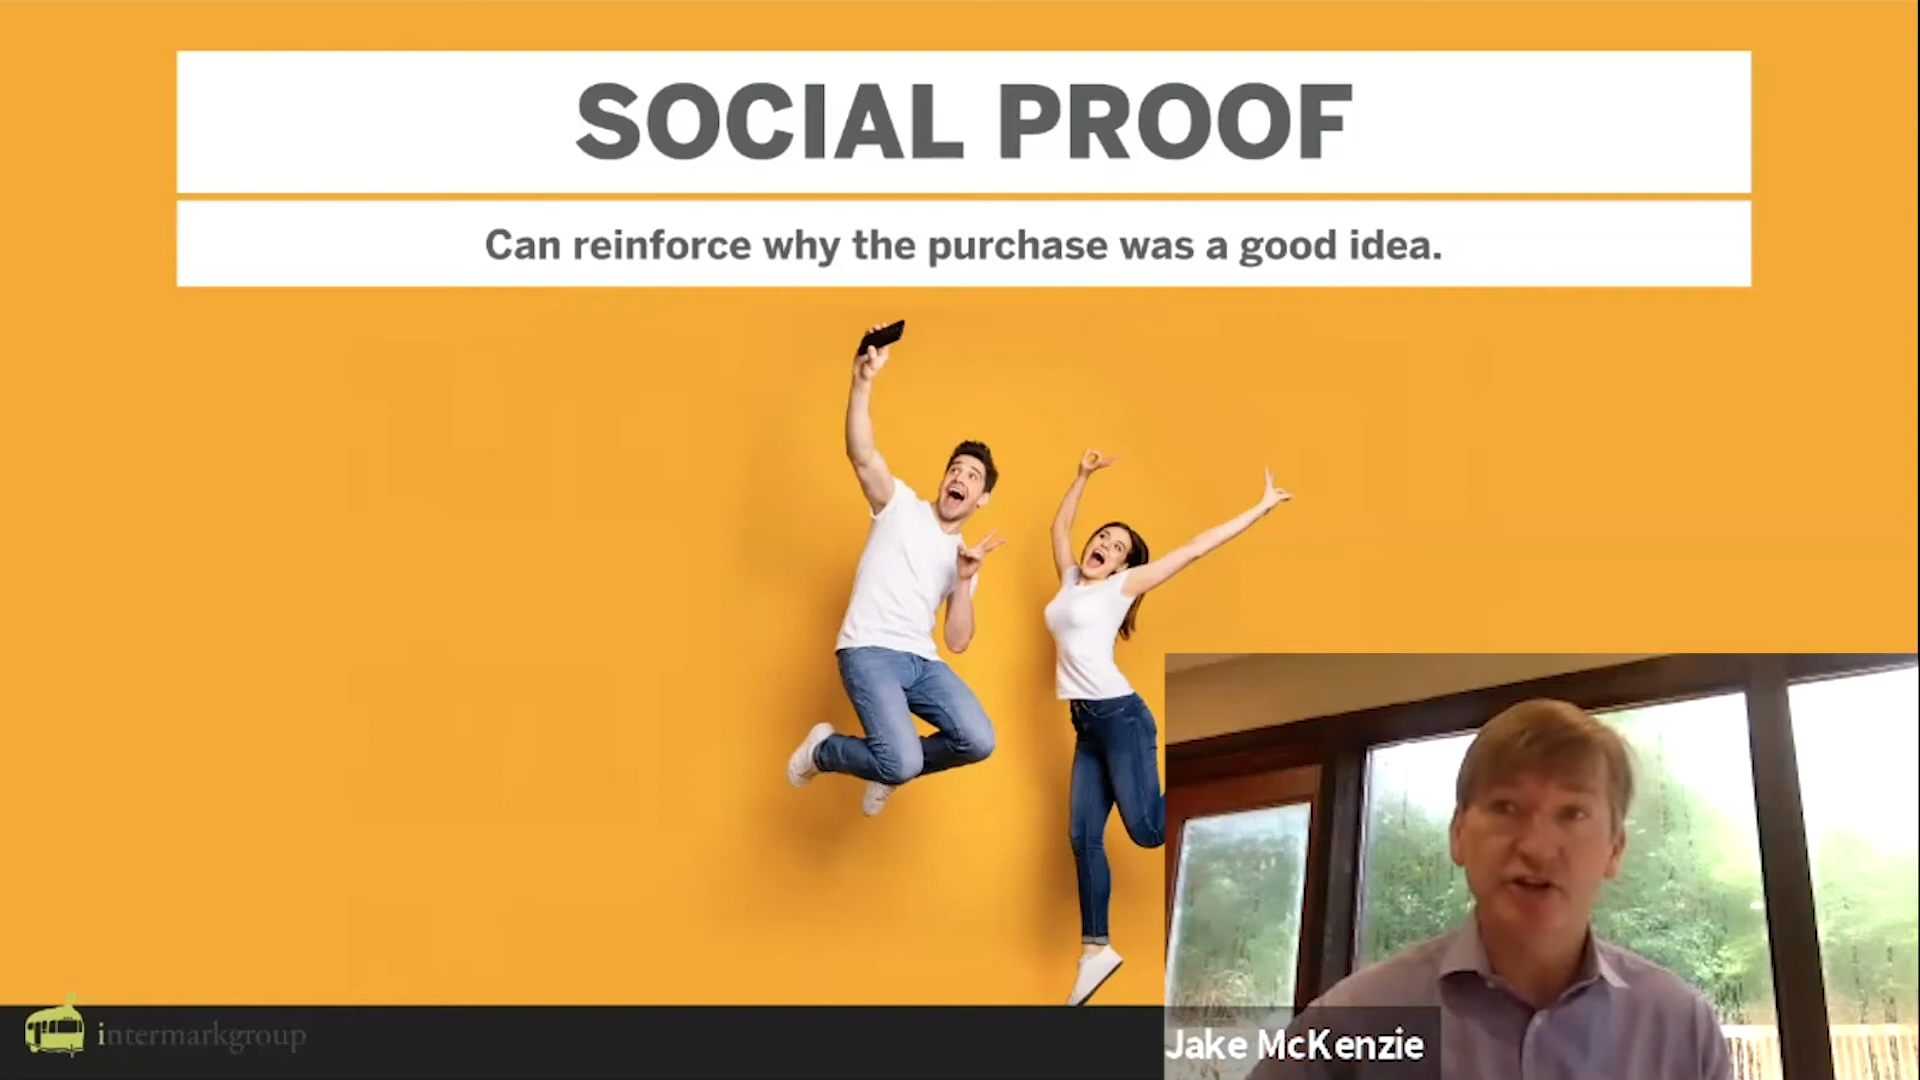 SOCIAL PROOF
Can reinforce why the purchase was a good idea.
intermarkgroup
Jake McKenzie